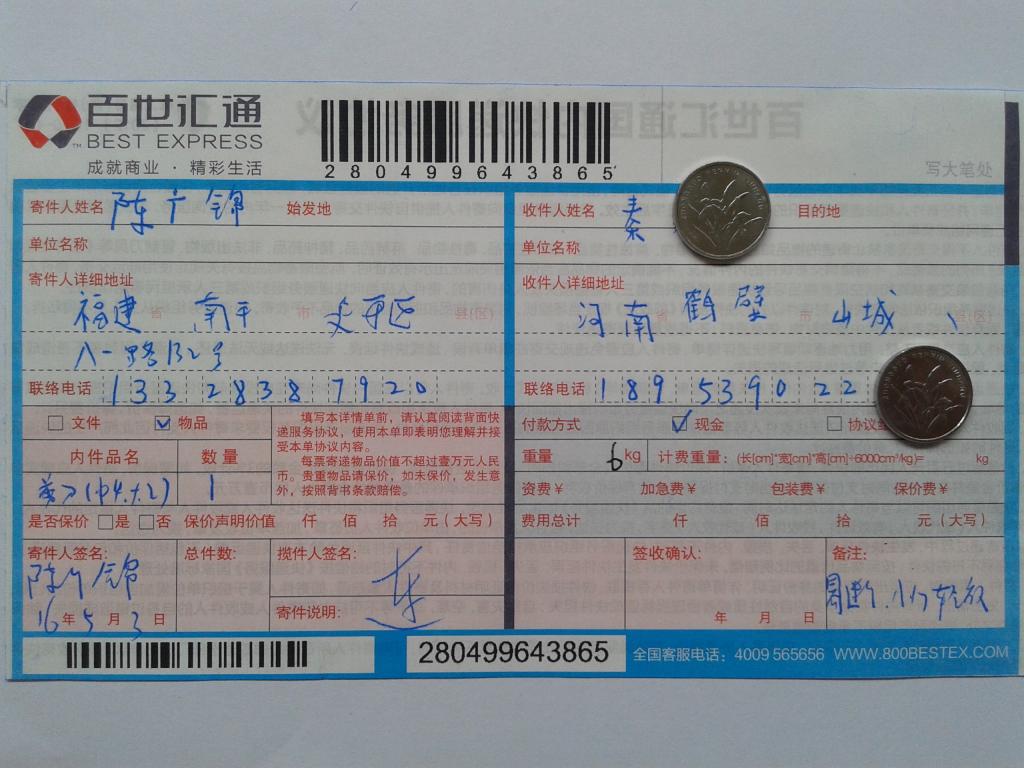 百世汇通
BEST EXPRESS
成就商业 · 精彩生活
280499643865
写大笔处
寄件人姓名 陈广锦 始发地
收件人姓名 目的地
单位名称
单位名称
寄件人详细地址
收件人详细地址
福建 省 南平 市 延平区 县(区)
河南 省 鹤壁 市 山城 县(区)
八一路132号
联络电话 133 2838 7920
联络电话 189 5390 22
文件 物品
填写本详情单前,请认真阅读背面快
递服务协议,使用本单即表明您理解并接
受本单协议内容。
每票寄递物品价值不超过壹万元人民
币。贵重物品请保价,如未保价,发生意
外,按照背书条款赔偿。
付款方式 现金 协议
内件品名 数量
重量 6 kg 计费重量: (长[cm]*宽[cm]*高[cm]÷6000cm³/kg)= kg
1
资费¥ 加急费¥ 包装费¥ 保价费¥
是否保价 是 否 保价声明价值 仟 佰 拾 元(大写)
费用总计 仟 佰 拾 元(大写)
寄件人签名: 总件数: 揽件人签名:
签收确认: 备注:
陈广锦
16年5月3日
寄件说明:
年 月 日
280499643865
全国客服电话: 4009 565656 WWW.800BESTEX.COM